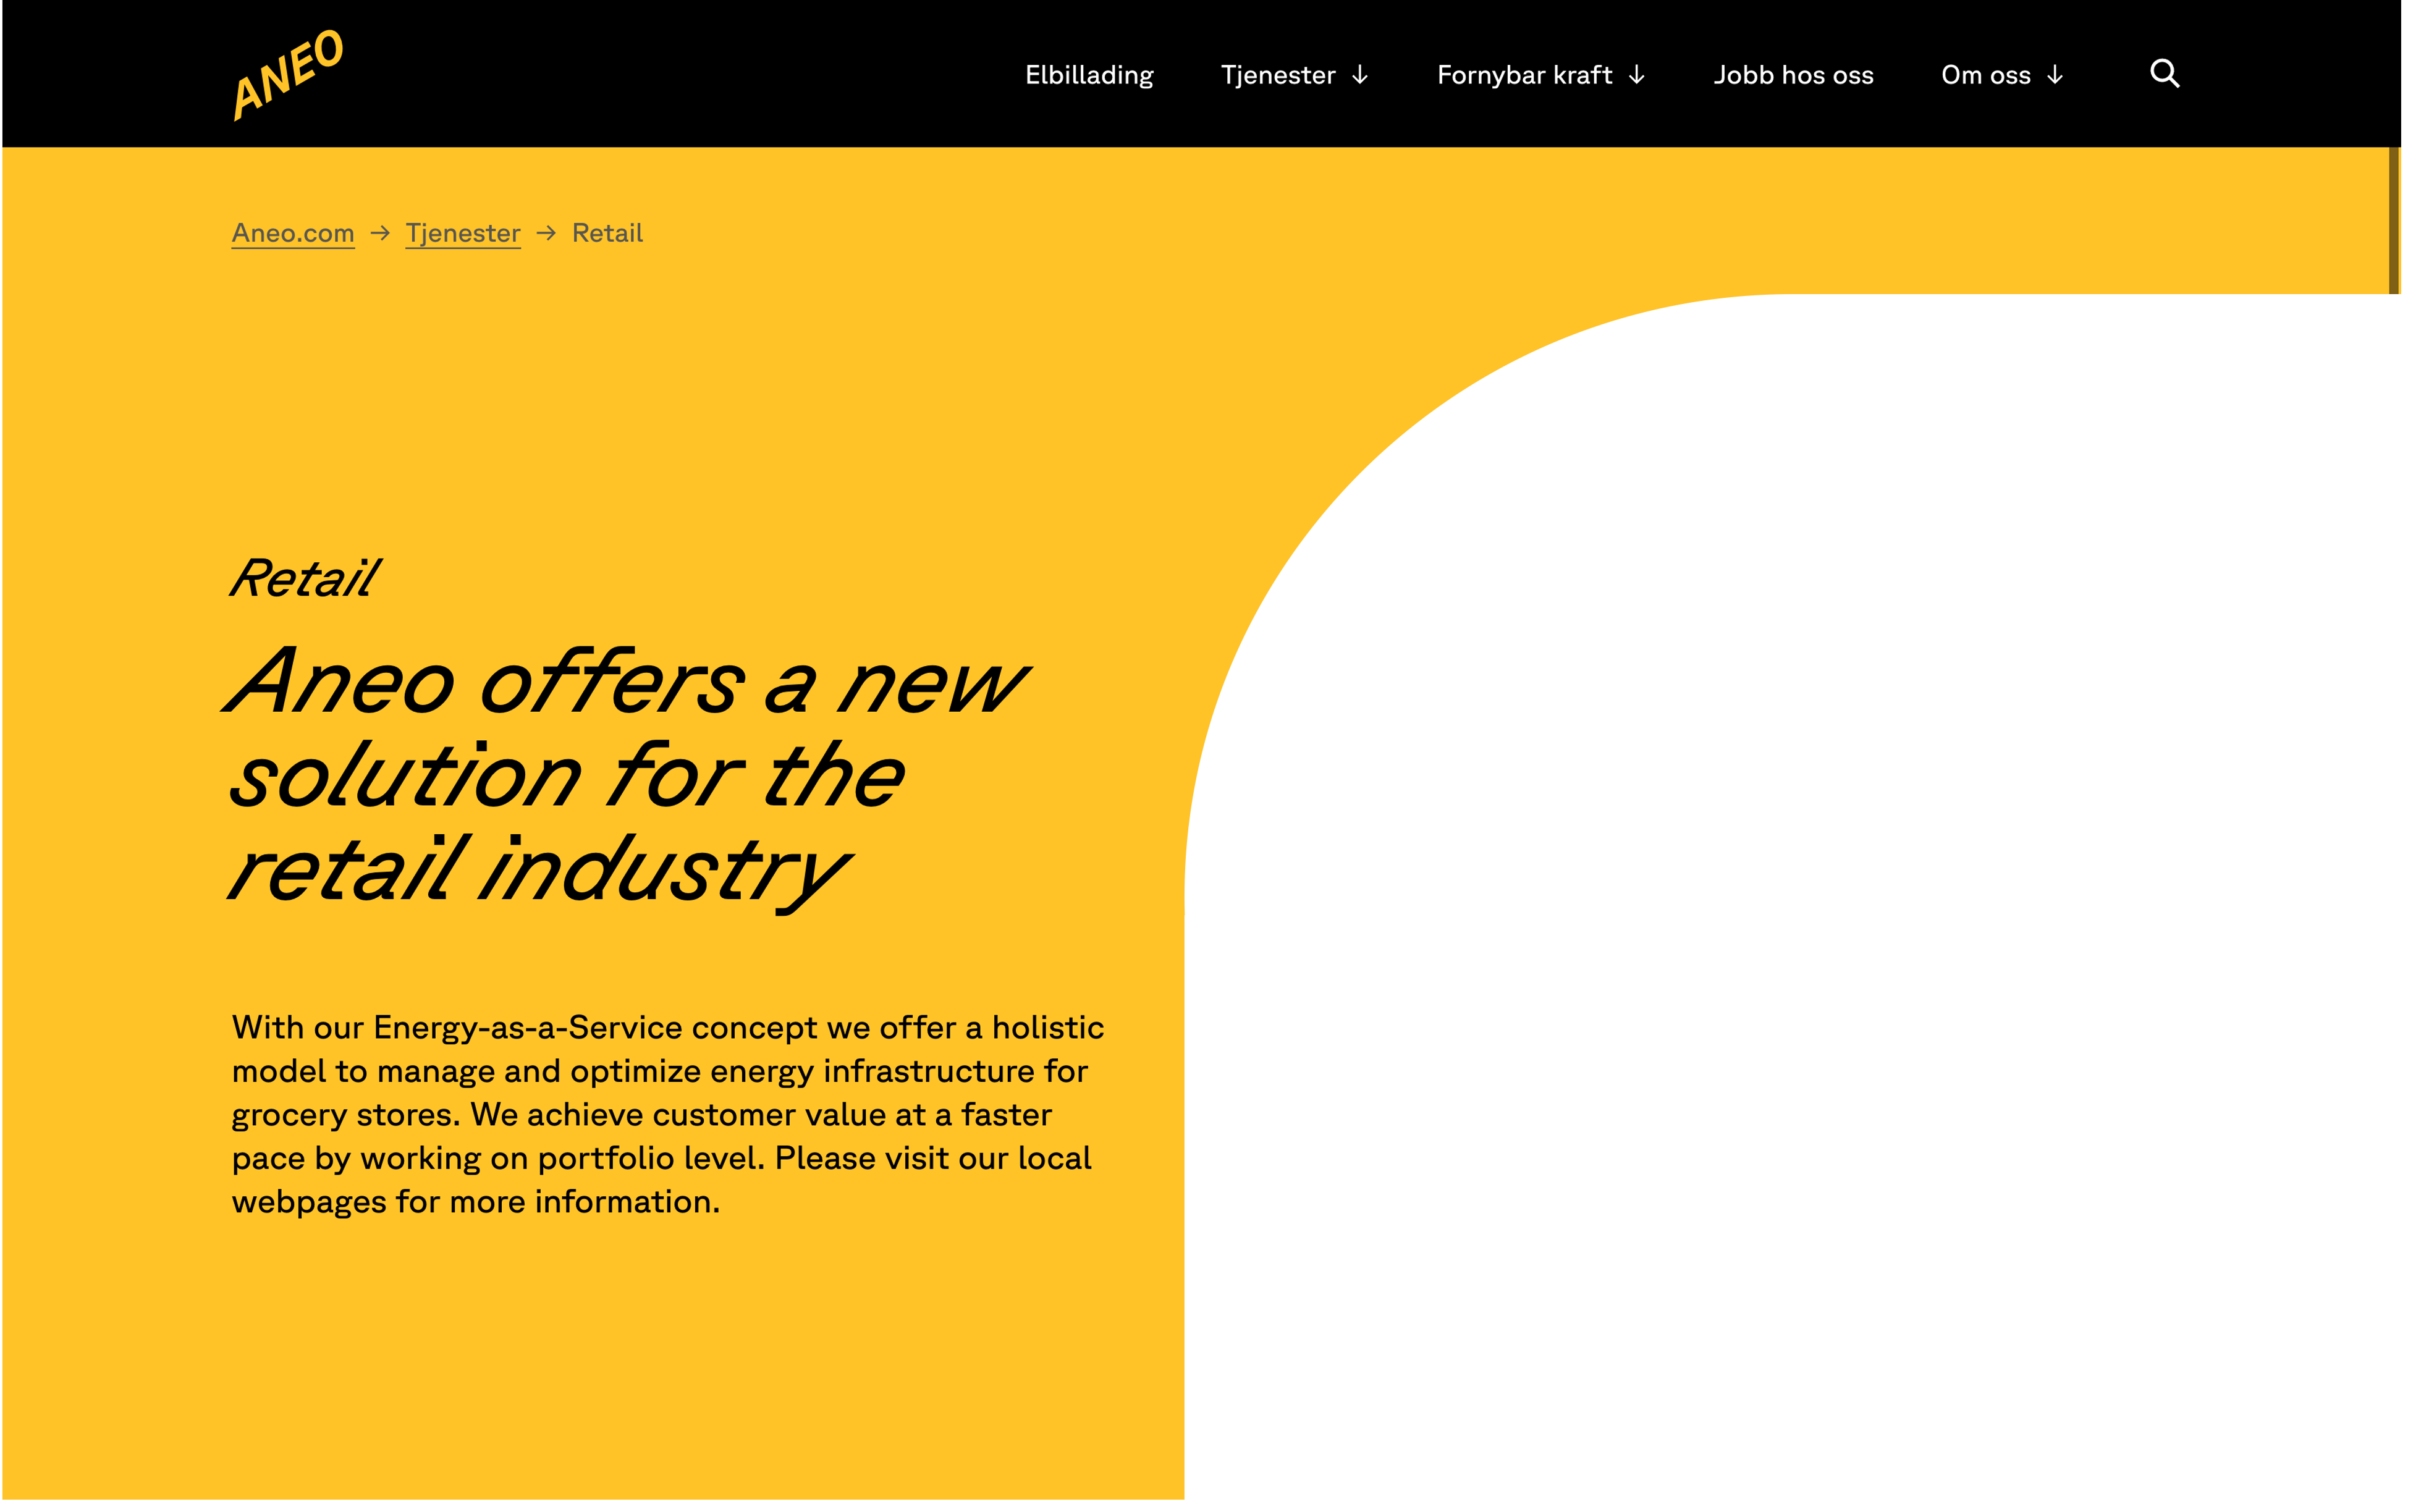 ANEO
Elbillading Tjenester ↓ Fornybar kraft ↓ Jobb hos oss Om oss ↓
Aneo.com → Tjenester → Retail
Retail
Aneo offers a new
solution for the
retail industry
With our Energy-as-a-Service concept we offer a holistic
model to manage and optimize energy infrastructure for
grocery stores. We achieve customer value at a faster
pace by working on portfolio level. Please visit our local
webpages for more information.